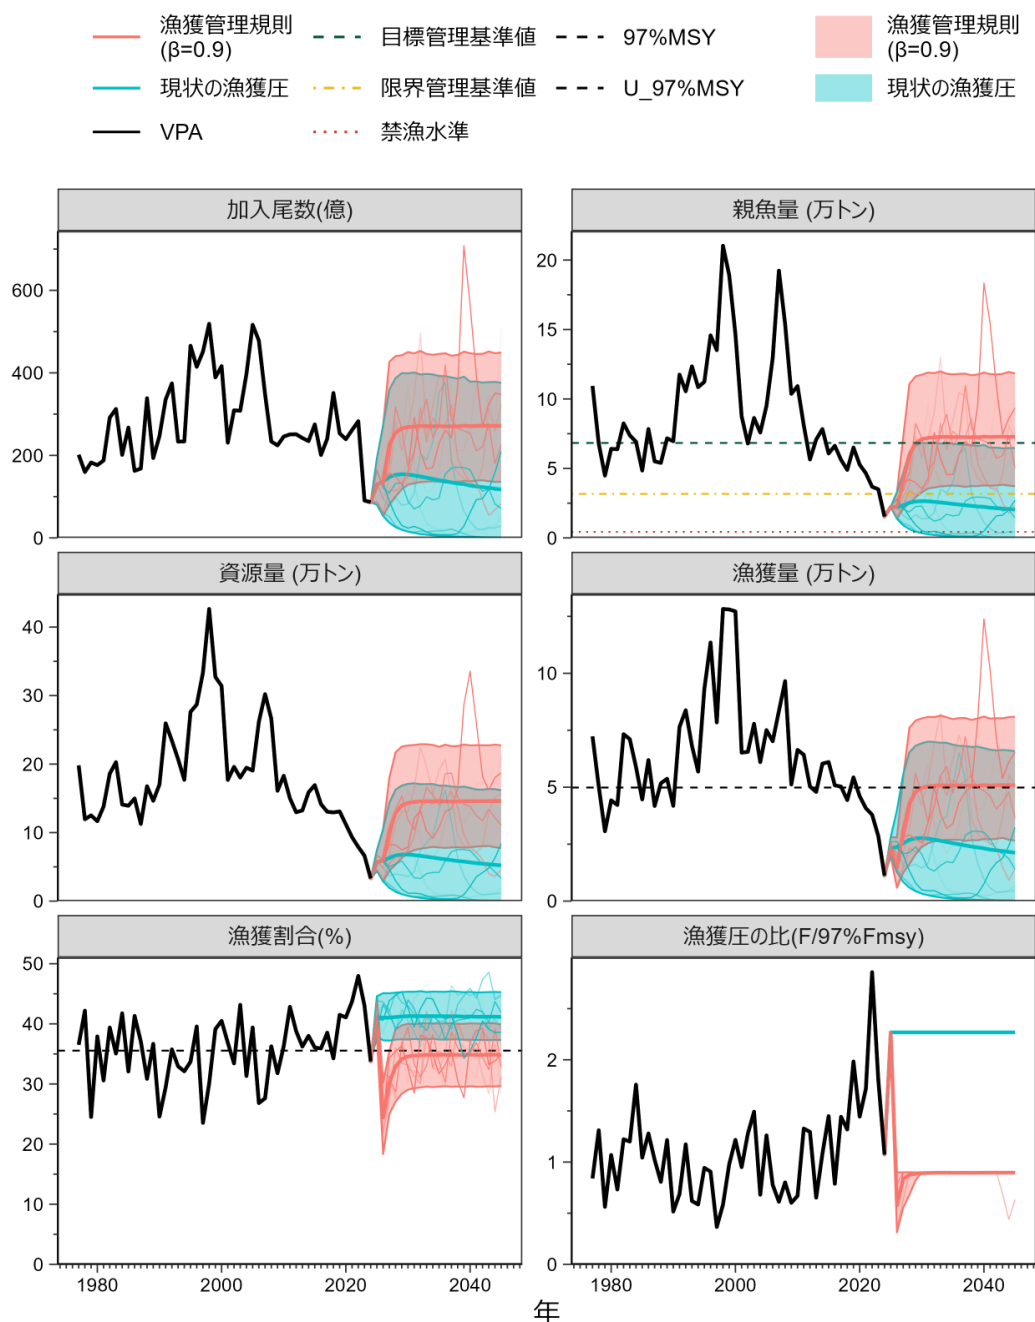 漁獲管理規則
(β=0.9)
目標管理基準値
97%MSY
漁獲管理規則
(β=0.9)
現状の漁獲圧
限界管理基準値
U_97%MSY
現状の漁獲圧
VPA
禁漁水準
加入尾数(億)
親魚量 (万トン)
600
400
200
0
20
15
10
5
0
資源量 (万トン)
漁獲量 (万トン)
40
30
20
10
0
10
5
0
漁獲割合(%)
漁獲圧の比(F/97%Fmsy)
50
40
30
20
10
0
2
1
0
1980
2000
2020
2040
1980
2000
2020
2040
年